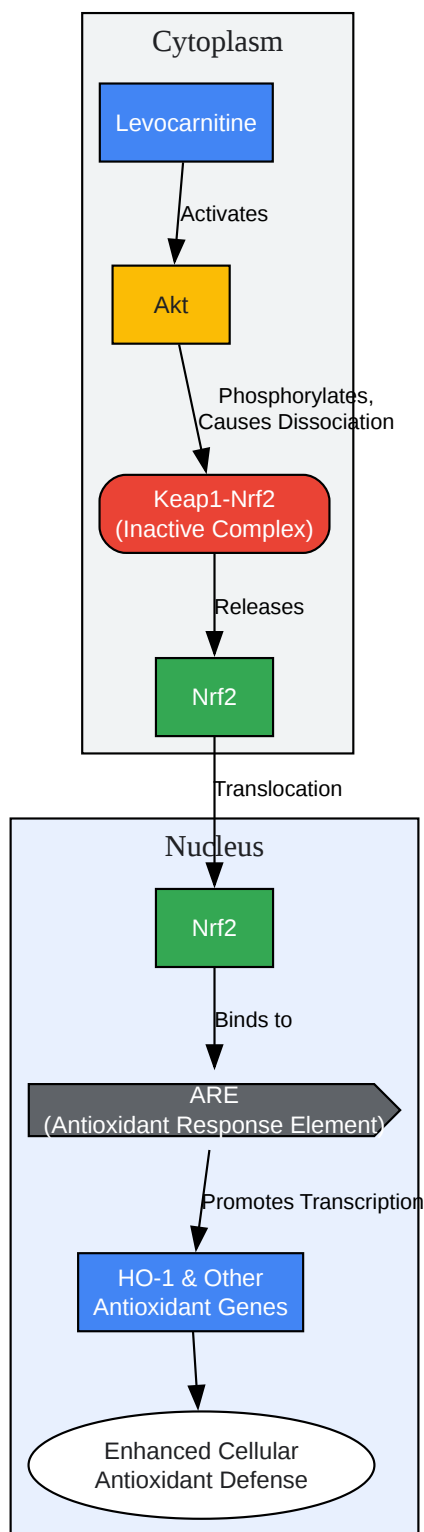 Cytoplasm
Levocarnitine
Activates
Akt
Phosphorylates,
Causes Dissociation
Keap1-Nrf2
(Inactive Complex)
Releases
Nrf2
Translocation
Nucleus
Nrf2
Binds to
ARE
(Antioxidant Response Element)
Promotes Transcription
HO-1 & Other
Antioxidant Genes
Enhanced Cellular
Antioxidant Defense